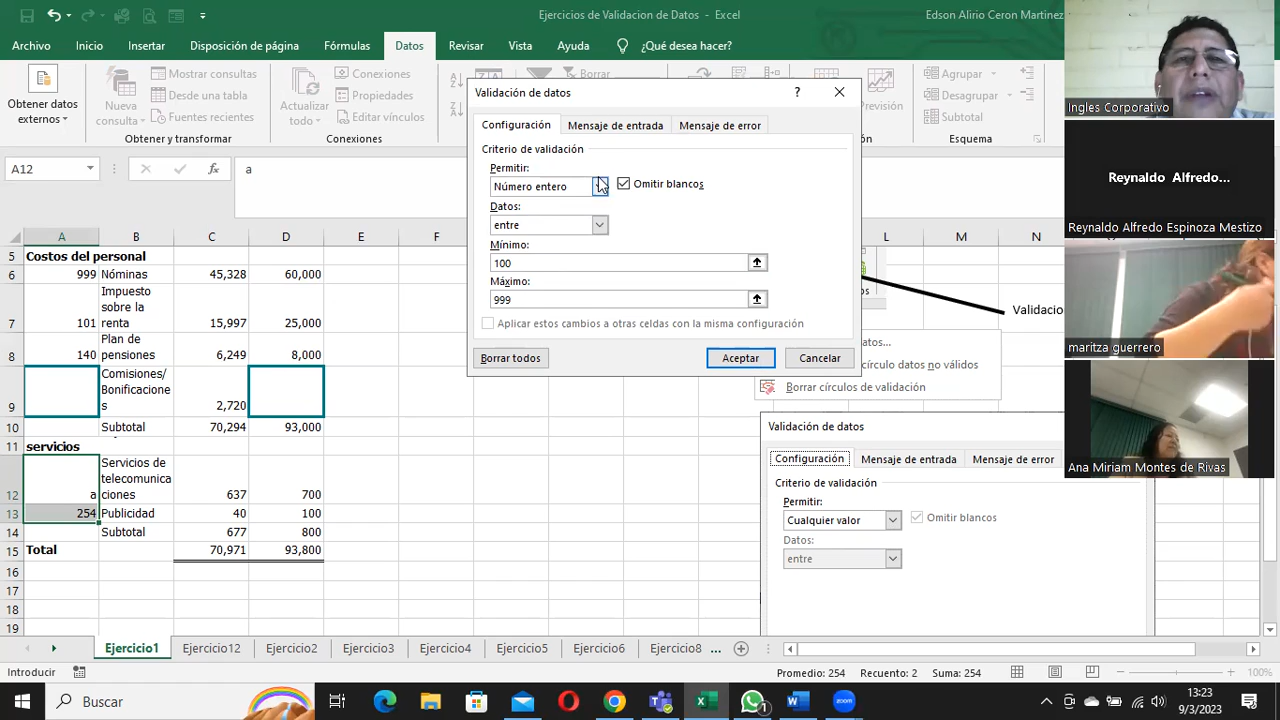 Ejercicios de Validacion de Datos - Excel
Edson Alirio Ceron Martinez
Archivo Inicio Insertar Disposición de página Fórmulas Datos Revisar Vista Ayuda ¿Qué desea hacer?
Obtener datos externos
Nueva consulta
Mostrar consultas
Desde una tabla
Fuentes recientes
Obtener y transformar
Actualizar todo
Conexiones
Propiedades
Editar vínculos
Conexiones
Borrar
Previsión
Agrupar
Desagrupar
Subtotal
Esquema
A12
a
Validación de datos
Configuración Mensaje de entrada Mensaje de error
Criterio de validación
Permitir:
Número entero
Omitir blancos
Datos:
entre
Mínimo:
100
Máximo:
999
Aplicar estos cambios a otras celdas con la misma configuración
Borrar todos Aceptar Cancelar
A B C D E F L M N
5 Costos del personal
6 999 Nóminas 45,328 60,000
Impuesto
sobre la
7 101 renta 15,997 25,000
Plan de
8 140 pensiones 6,249 8,000
Comisiones/
Bonificacione
9 s 2,720
10 Subtotal 70,294 93,000
11 servicios
Servicios de
telecomunica
12 a ciones 637 700
13 254 Publicidad 40 100
14 Subtotal 677 800
15 Total 70,971 93,800
16
17
18
19
Validacio
atos...
círculo datos no válidos
Borrar círculos de validación
Validación de datos
Configuración Mensaje de entrada Mensaje de error
Criterio de validación
Permitir:
Cualquier valor
Omitir blancos
Datos:
entre
Ingles Corporativo
Reynaldo Alfredo...
Reynaldo Alfredo Espinoza Mestizo
maritza guerrero
Ana Miriam Montes de Rivas
Ejercicio1 Ejercicio12 Ejercicio2 Ejercicio3 Ejercicio4 Ejercicio5 Ejercicio6 Ejercicio8 ...
Introducir
Promedio: 254 Recuento: 2 Suma: 254
100%
Buscar
13:23
9/3/2023